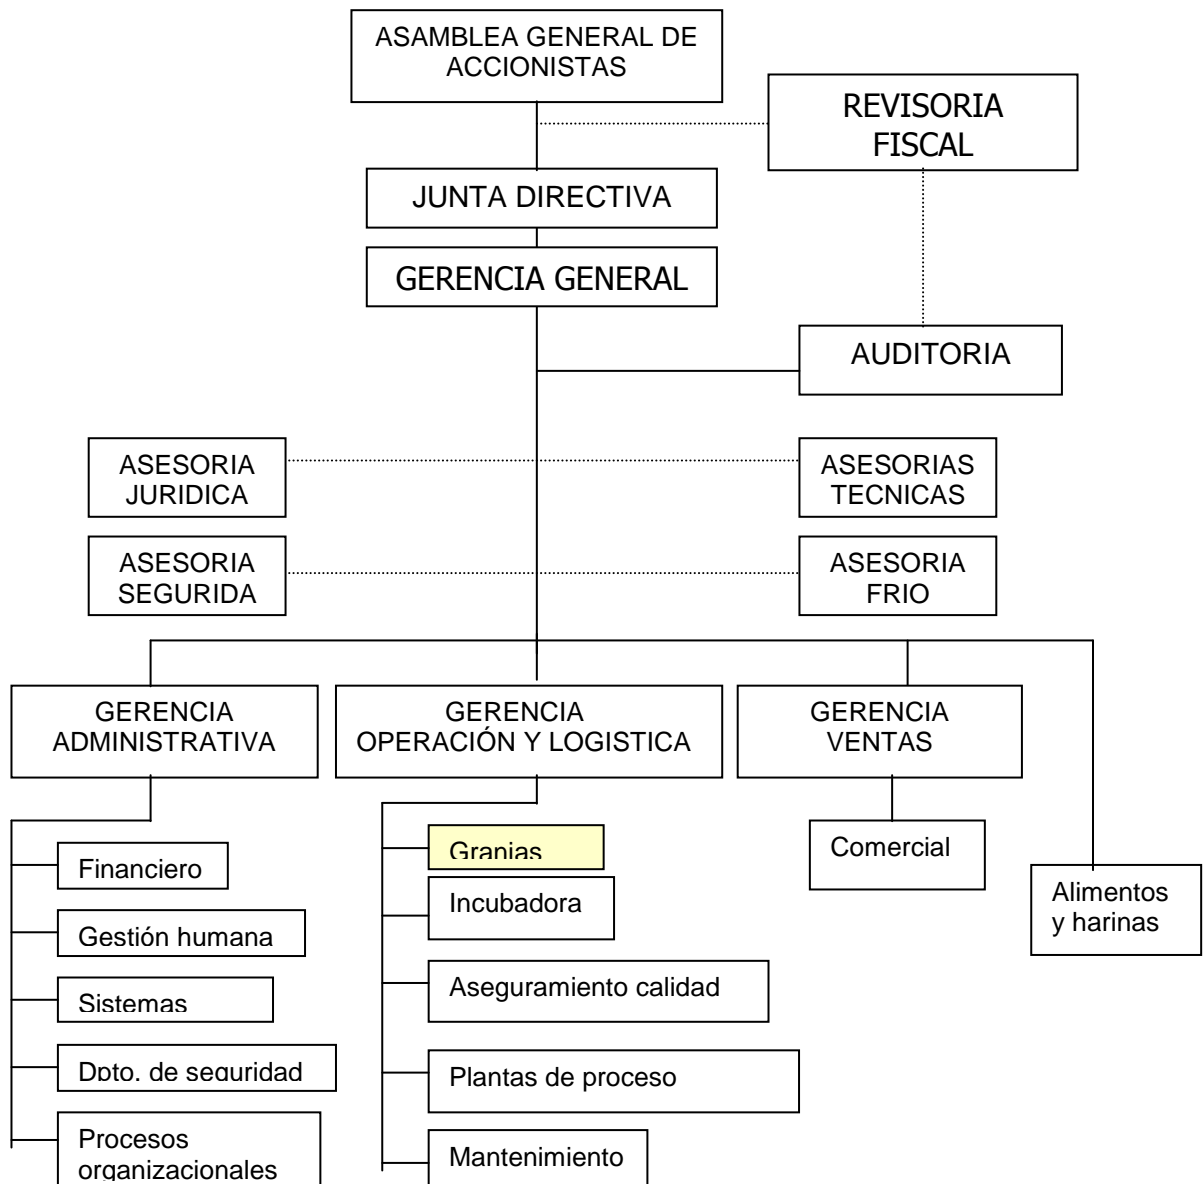 ASAMBLEA GENERAL DE
ACCIONISTAS
REVISORIA
FISCAL
JUNTA DIRECTIVA
GERENCIA GENERAL
AUDITORIA
ASESORIA
JURIDICA
ASESORIAS
TECNICAS
ASESORIA
SEGURIDA
ASESORIA
FRIO
GERENCIA
ADMINISTRATIVA
GERENCIA
OPERACIÓN Y LOGISTICA
GERENCIA
VENTAS
Financiero
Gestión humana
Sistemas
Dpto. de seguridad
Procesos
organizacionales
Granjas
Incubadora
Aseguramiento calidad
Plantas de proceso
Mantenimiento
Comercial
Alimentos
y harinas